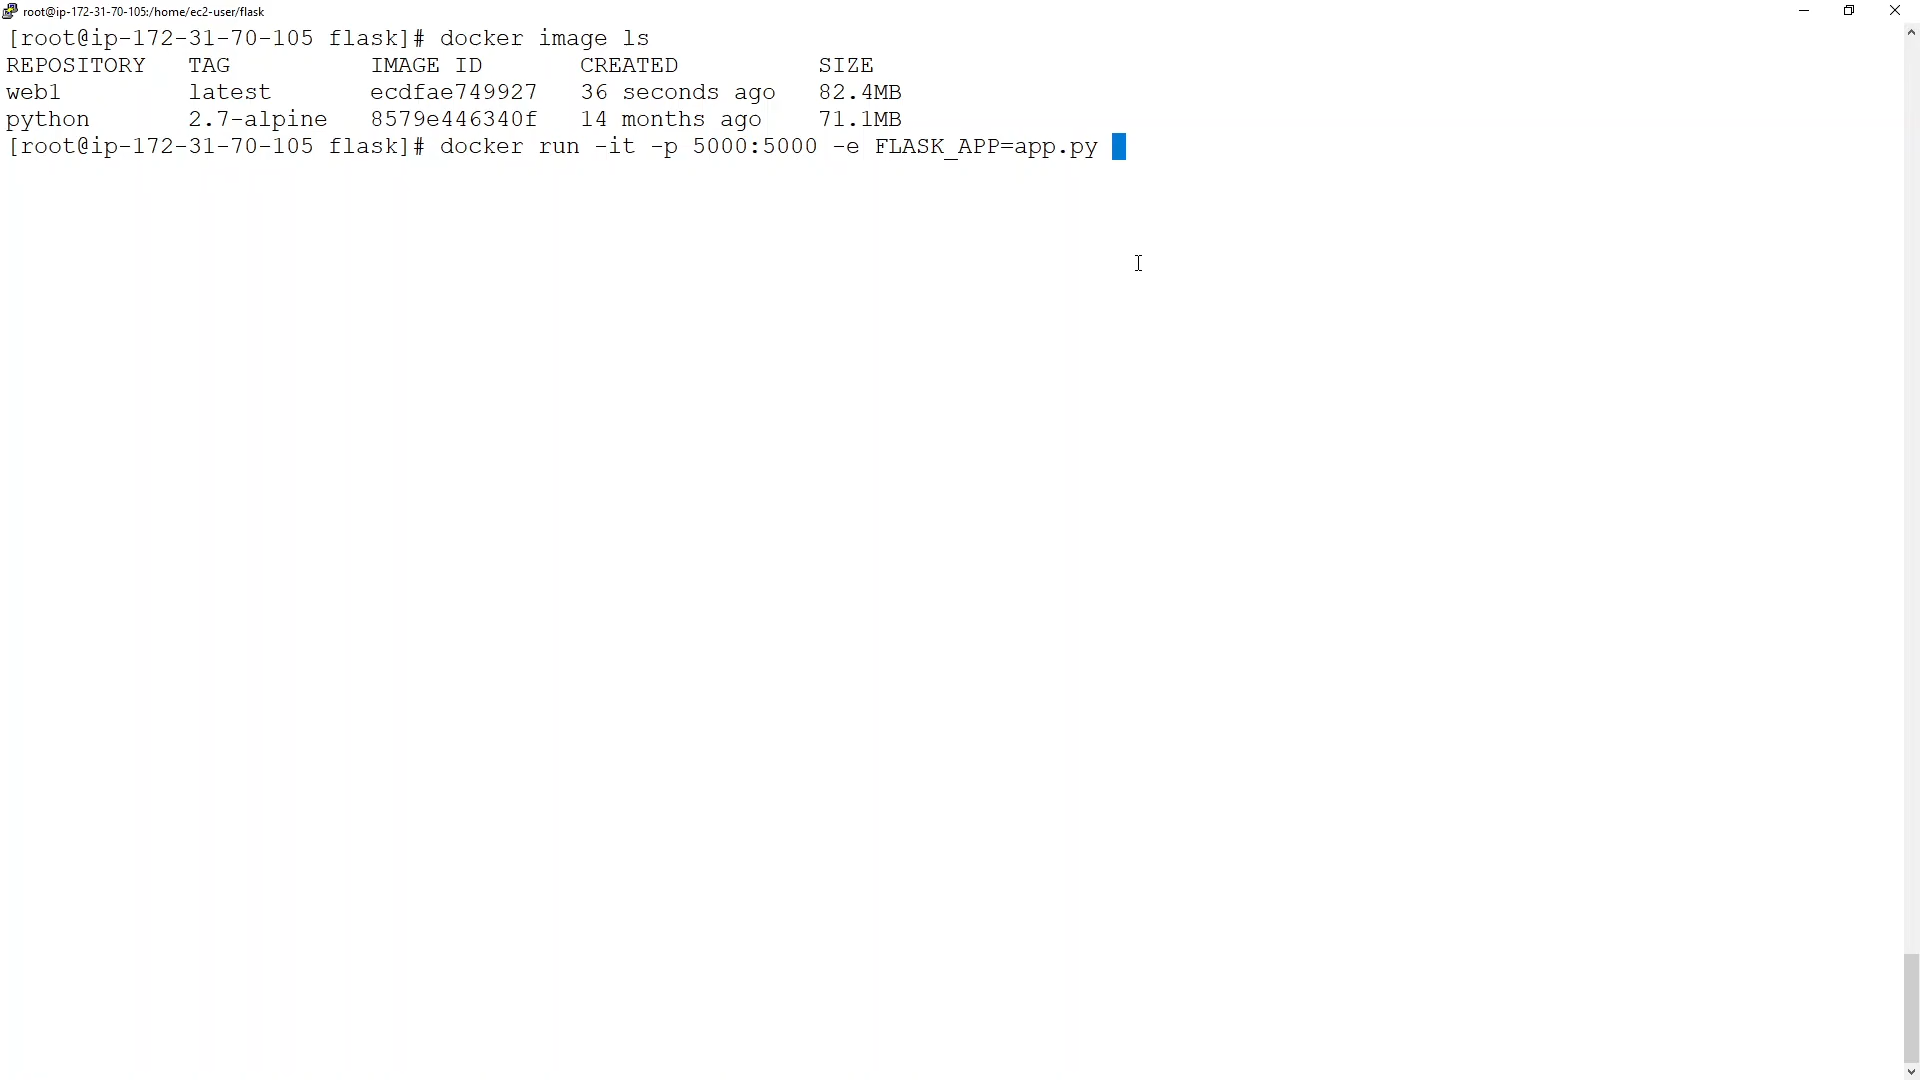 root@ip-172-31-70-105:/home/ec2-user/flask
[root@ip-172-31-70-105 flask]# docker image ls
REPOSITORY   TAG          IMAGE ID       CREATED          SIZE
web1         latest       ecdfae749927   36 seconds ago   82.4MB
python       2.7-alpine   8579e446340f   14 months ago    71.1MB
[root@ip-172-31-70-105 flask]# docker run -it -p 5000:5000 -e FLASK_APP=app.py